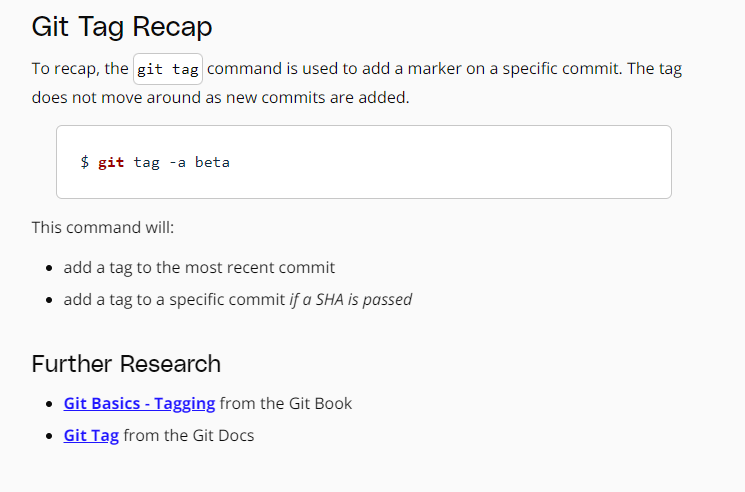 Git Tag Recap
To recap, the git tag command is used to add a marker on a specific commit. The tag
does not move around as new commits are added.
$ git tag -a beta
This command will:
• add a tag to the most recent commit
• add a tag to a specific commit if a SHA is passed
Further Research
• Git Basics - Tagging from the Git Book
• Git Tag from the Git Docs